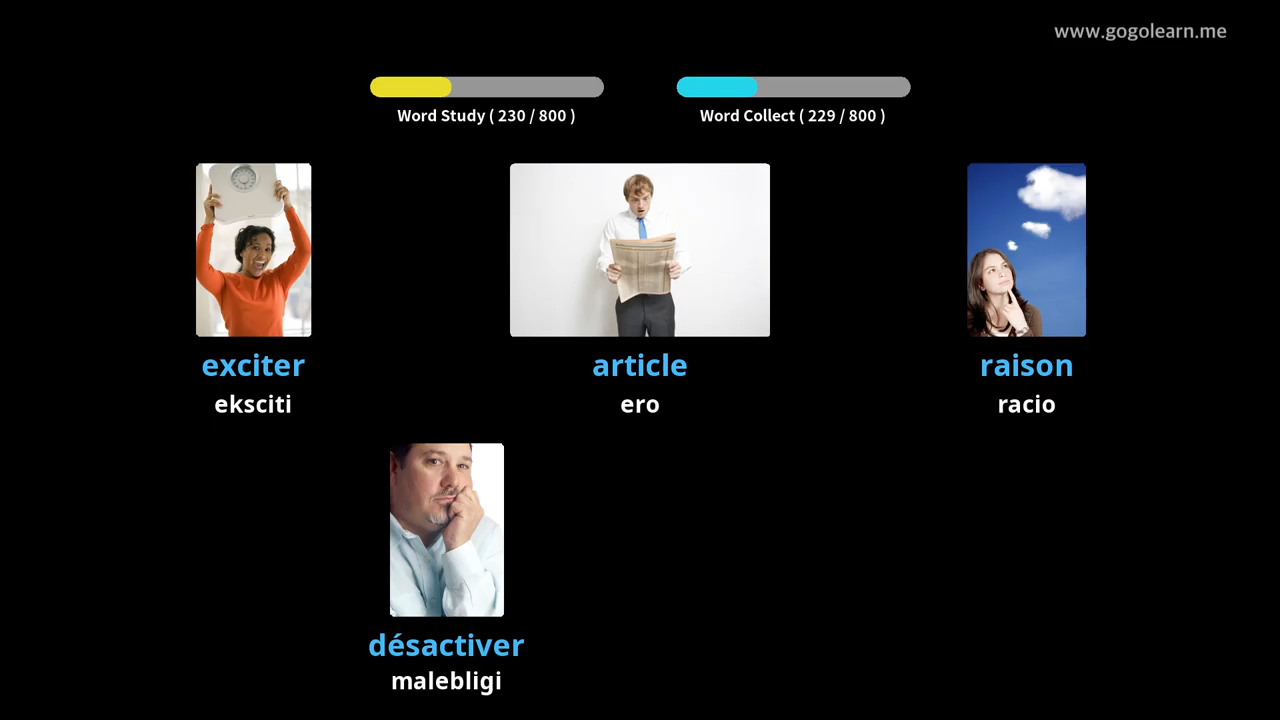 www.gogolearn.me
Word Study ( 230 / 800 )
Word Collect ( 229 / 800 )
exciter
eksciti
article
ero
raison
racio
désactiver
malebligi